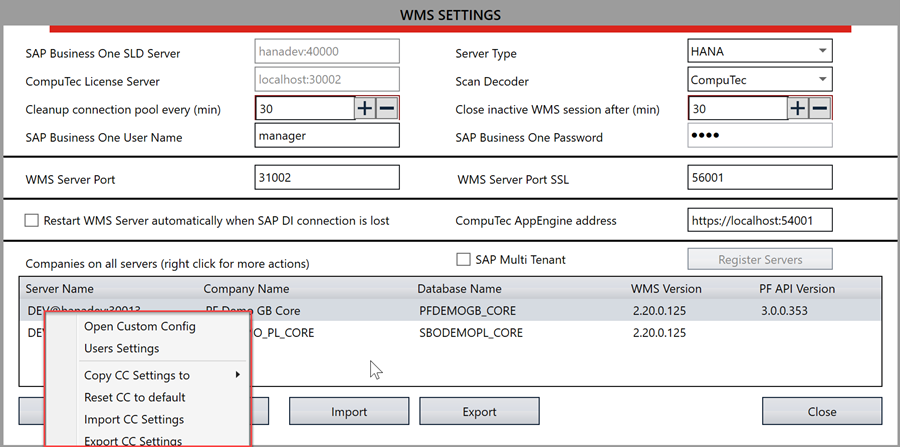 WMS SETTINGS
SAP Business One SLD Server hanadev:40000 Server Type HANA
CompuTec License Server localhost:30002 Scan Decoder CompuTec
Cleanup connection pool every (min) 30 Close inactive WMS session after (min) 30
SAP Business One User Name manager SAP Business One Password ●●●●
WMS Server Port 31002 WMS Server Port SSL 56001
Restart WMS Server automatically when SAP DI connection is lost CompuTec AppEngine address https://localhost:54001
Companies on all servers (right click for more actions) SAP Multi Tenant Register Servers
Server Name Company Name Database Name WMS Version PF API Version
DEV@hanadev:30013 PF Demo GB Core PFDEMOGB_CORE 2.20.0.125 3.0.0.353
DE O_PL_CORE SBODEMOPL_CORE 2.20.0.125
Open Custom Config
Users Settings
Copy CC Settings to
Reset CC to default
Import CC Settings
Export CC Settings
Import Export Close